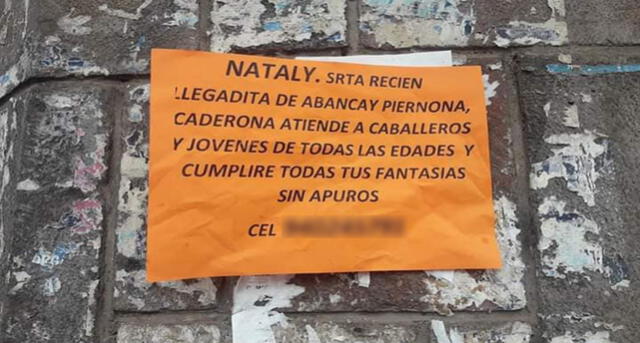 NATALY. SRTA RECIEN
LLEGADITA DE ABANCAY PIERNONA,
CADERONA ATIENDE A CABALLEROS
Y JOVENES DE TODAS LAS EDADES Y
CUMPLIRE TODAS TUS FANTASIAS
SIN APUROS
CEL